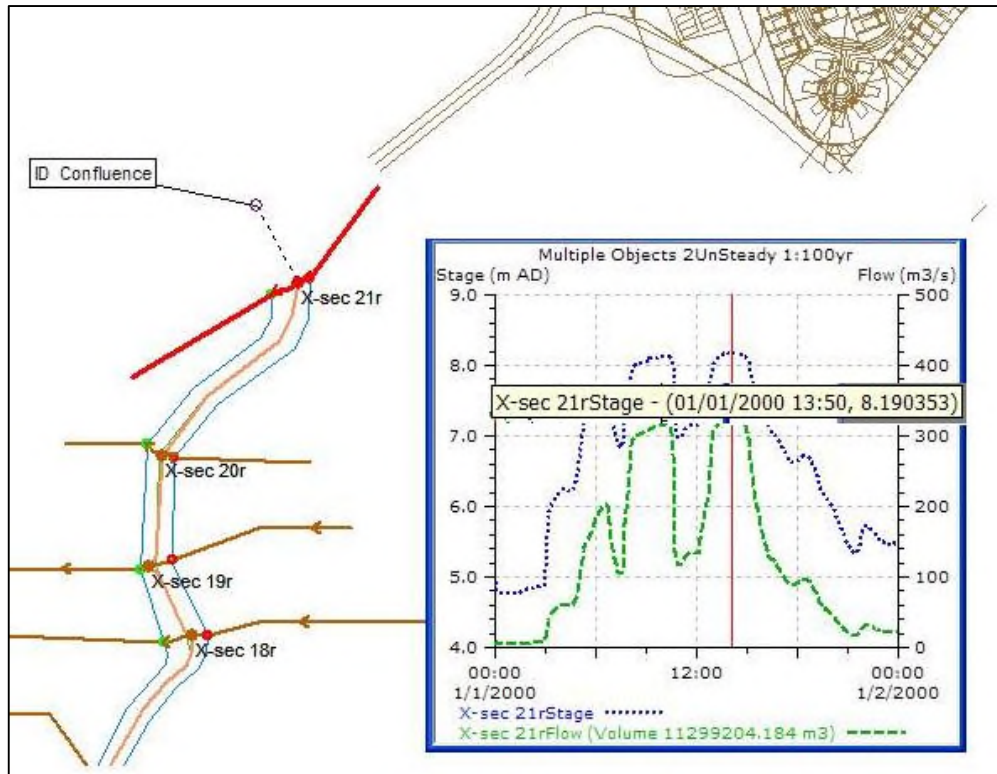 ID Confluence
X-sec 21r
X-sec 20r
X-sec 19r
X-sec 18r
Multiple Objects 2UnSteady 1:100yr
Stage (m AD) Flow (m3/s)
9.0 500
8.0 400
X-sec 21rStage - (01/01/2000 13:50, 8.190353)
7.0 300
6.0 200
5.0 100
4.0 0
00:00 12:00 00:00
1/1/2000 1/2/2000
X-sec 21rStage
X-sec 21rFlow (Volume 11299204.184 m3)